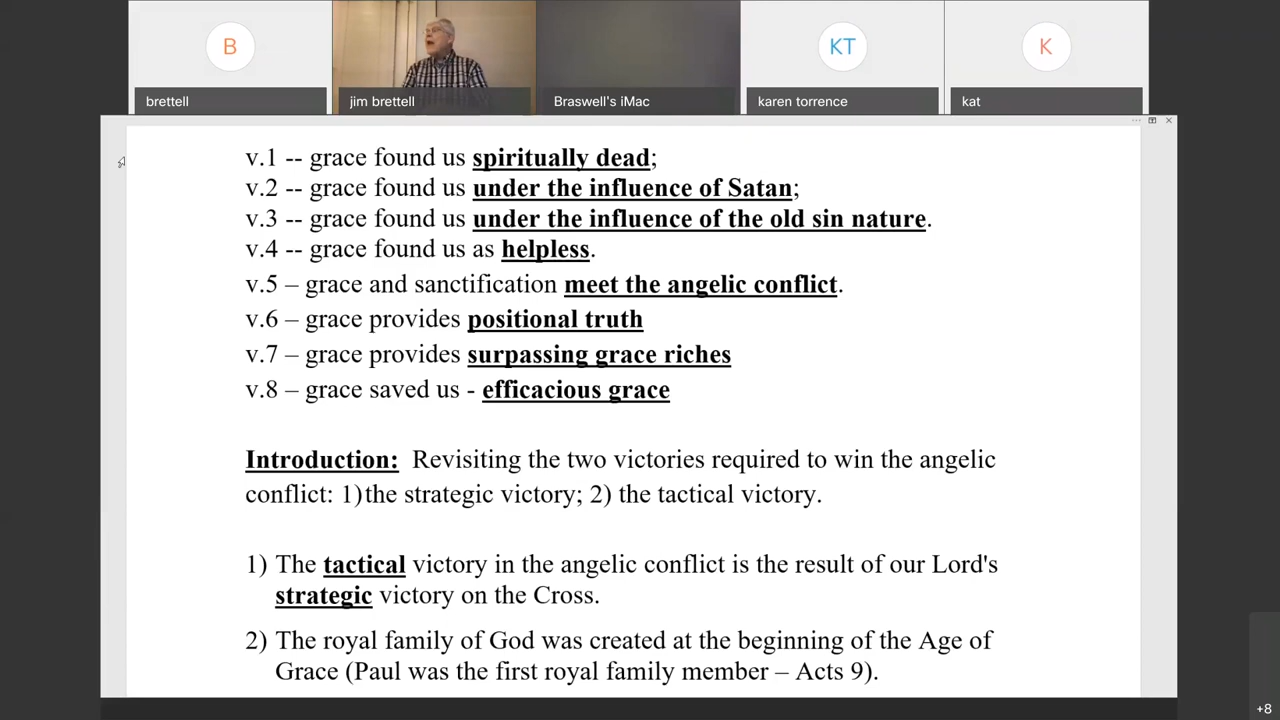 B
KT
K
brettell
jim brettell
Braswell's iMac
karen torrence
kat
v.1 -- grace found us spiritually dead;
v.2 -- grace found us under the influence of Satan;
v.3 -- grace found us under the influence of the old sin nature.
v.4 -- grace found us as helpless.
v.5 – grace and sanctification meet the angelic conflict.
v.6 – grace provides positional truth
v.7 – grace provides surpassing grace riches
v.8 – grace saved us - efficacious grace
Introduction: Revisiting the two victories required to win the angelic
conflict: 1)the strategic victory; 2) the tactical victory.
1) The tactical victory in the angelic conflict is the result of our Lord's
strategic victory on the Cross.
2) The royal family of God was created at the beginning of the Age of
Grace (Paul was the first royal family member – Acts 9).
+8